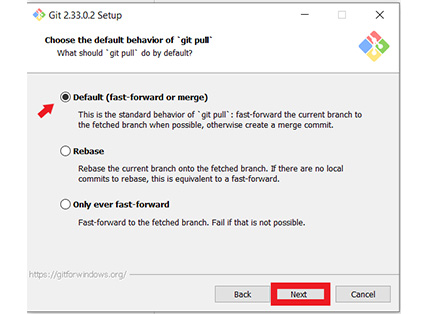 Git 2.33.0.2 Setup
Choose the default behavior of `git pull`
What should `git pull` do by default?
Default (fast-forward or merge)
This is the standard behavior of `git pull`: fast-forward the current branch to
the fetched branch when possible, otherwise create a merge commit.
Rebase
Rebase the current branch onto the fetched branch. If there are no local
commits to rebase, this is equivalent to a fast-forward.
Only ever fast-forward
Fast-forward to the fetched branch. Fail if that is not possible.
https://gitforwindows.org/
Back Next Cancel